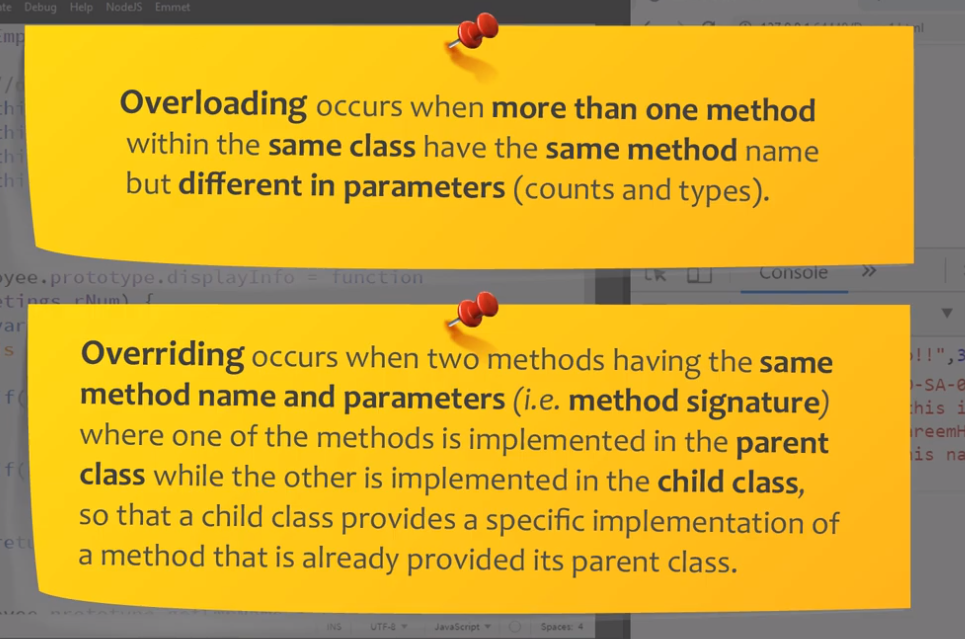 Debug Help NodeJS Emmet
Overloading occurs when more than one method
within the same class have the same method name
but different in parameters (counts and types).
yee.prototype.displayInfo = function
rNum) {
Console
Overriding occurs when two methods having the same
method name and parameters (i.e. method signature)
where one of the methods is implemented in the parent
class while the other is implemented in the child class,
so that a child class provides a specific implementation of
a method that is already provided its parent class.
INS UTF-8 JavaScript Spaces: 4